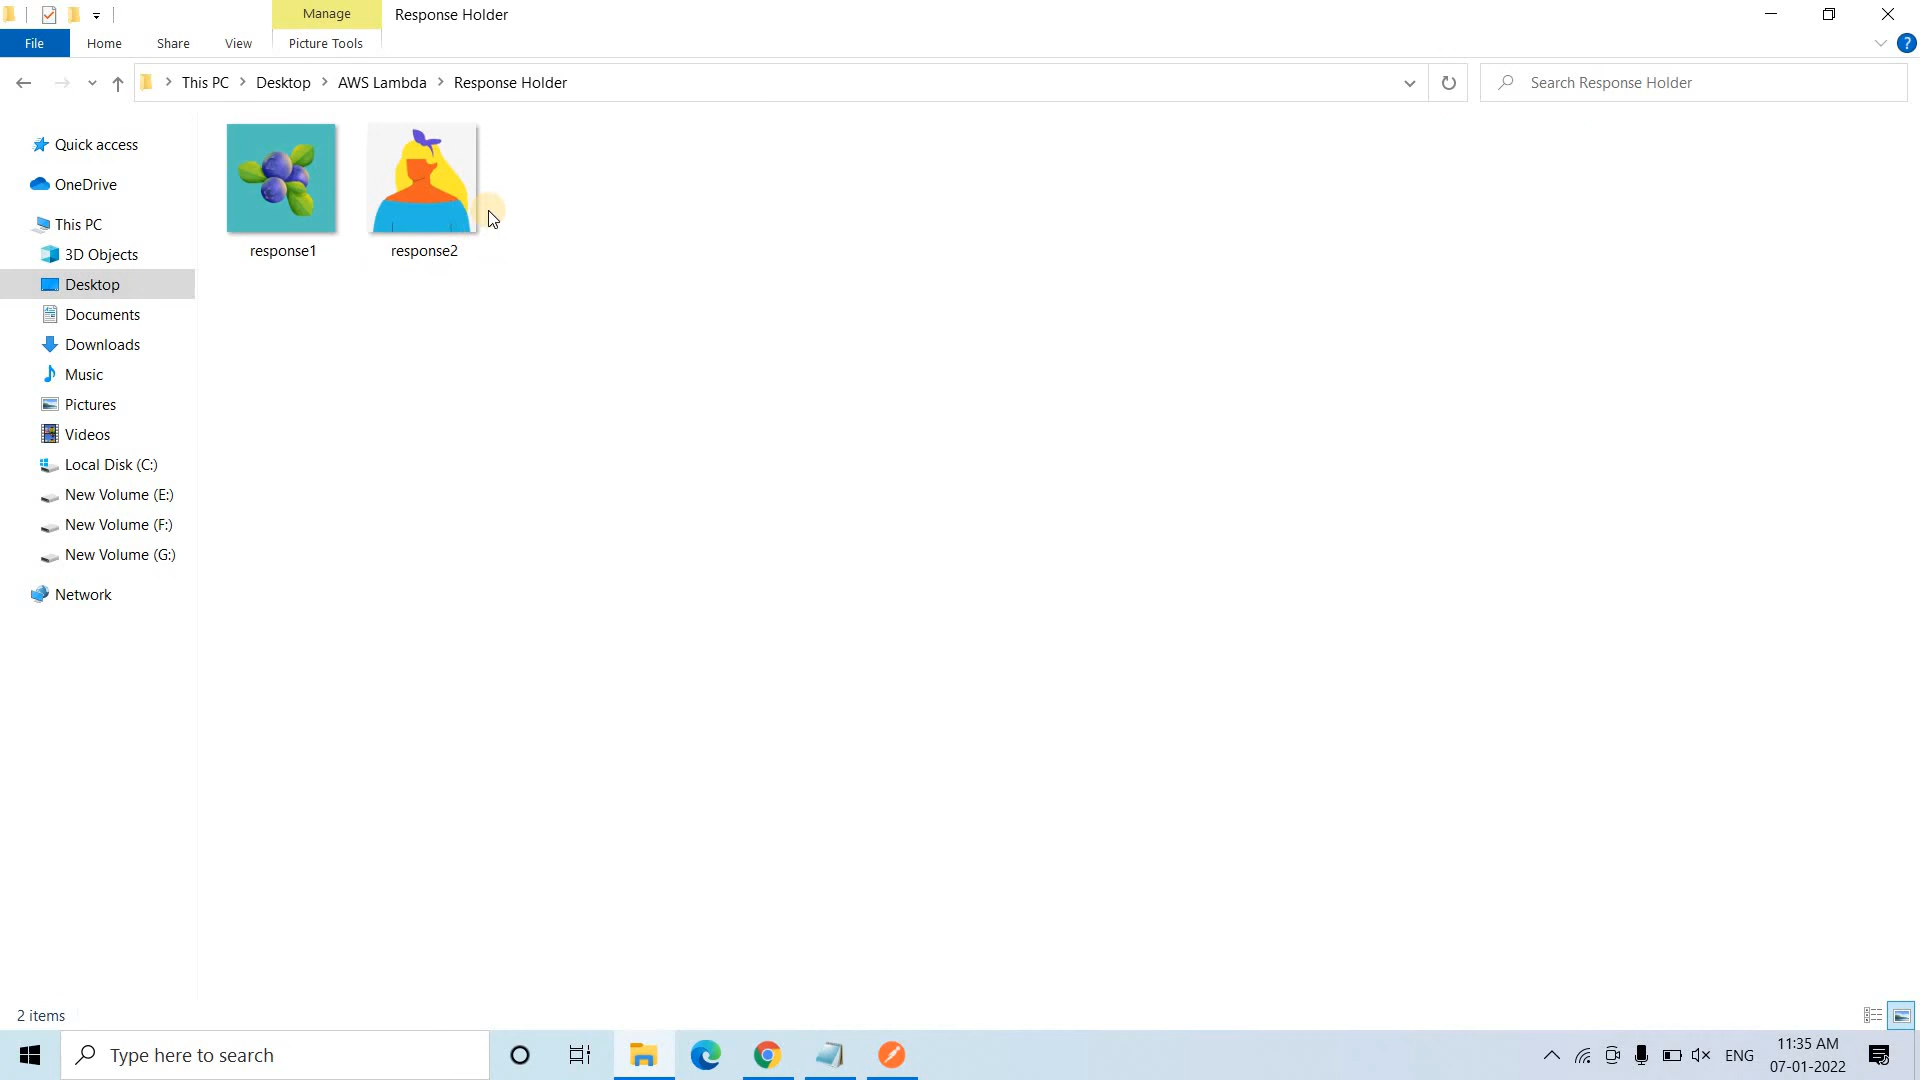 Manage
Response Holder
File
Home
Share
View
Picture Tools
This PC
Desktop
AWS Lambda
Response Holder
Search Response Holder
Quick access
OneDrive
This PC
3D Objects
Desktop
Documents
Downloads
Music
Pictures
Videos
Local Disk (C:)
New Volume (E:)
New Volume (F:)
New Volume (G:)
Network
response1
response2
2 items
Type here to search
ENG
11:35 AM
07-01-2022